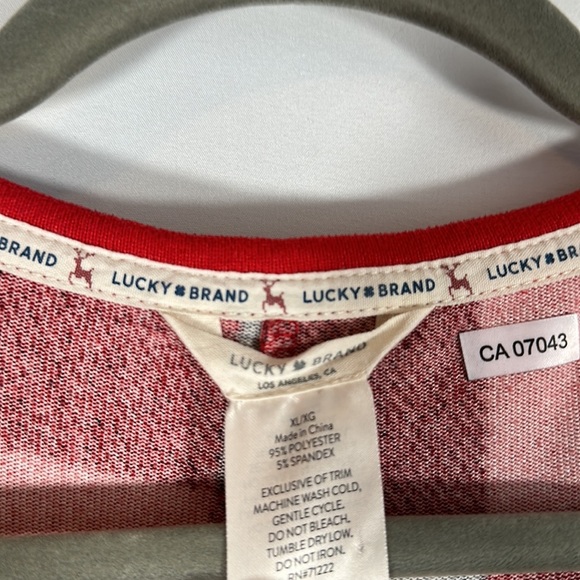 BRAND LUCKY BRAND LUCKY BRAND LUCKY BRAND
LUCKY BRAND
LOS ANGELES, CA
CA 07043
XL/XG
Made in China
95% POLYESTER
5% SPANDEX
EXCLUSIVE OF TRIM
MACHINE WASH COLD,
GENTLE CYCLE.
DO NOT BLEACH.
TUMBLE DRY LOW.
DO NOT IRON.
RN#71222